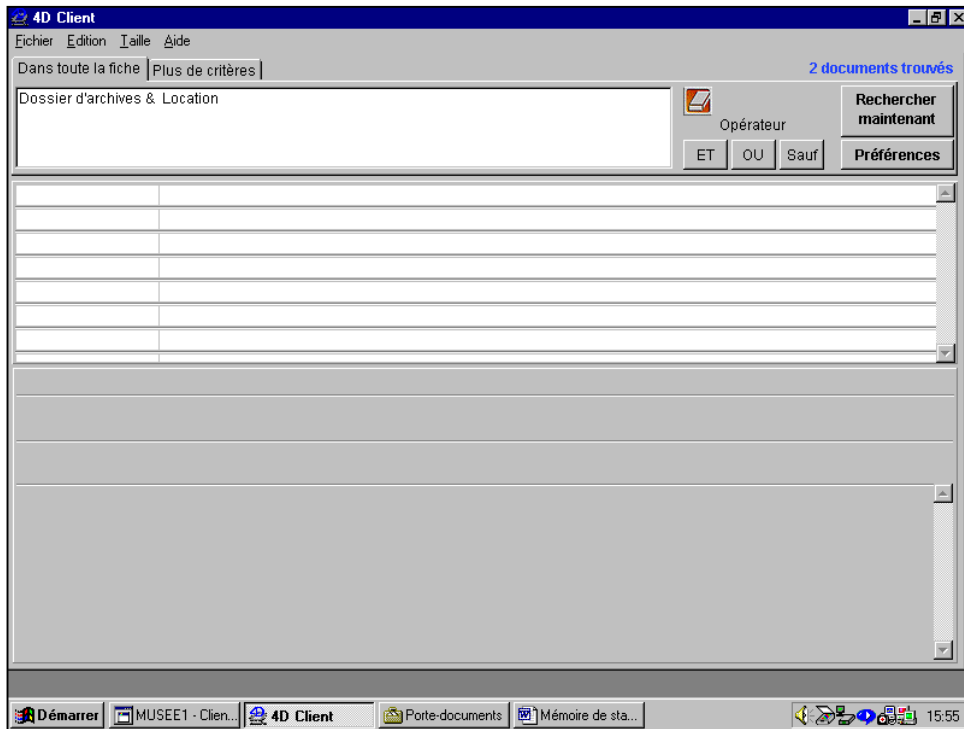 4D Client
Fichier Edition Taille Aide
Dans toute la fiche Plus de critères 2 documents trouvés
Dossier d'archives & Location
Rechercher maintenant
Opérateur
ET OU Sauf Préférences
Démarrer MUSEE1 - Clien... 4D Client Porte-documents Mémoire de sta... 15:55